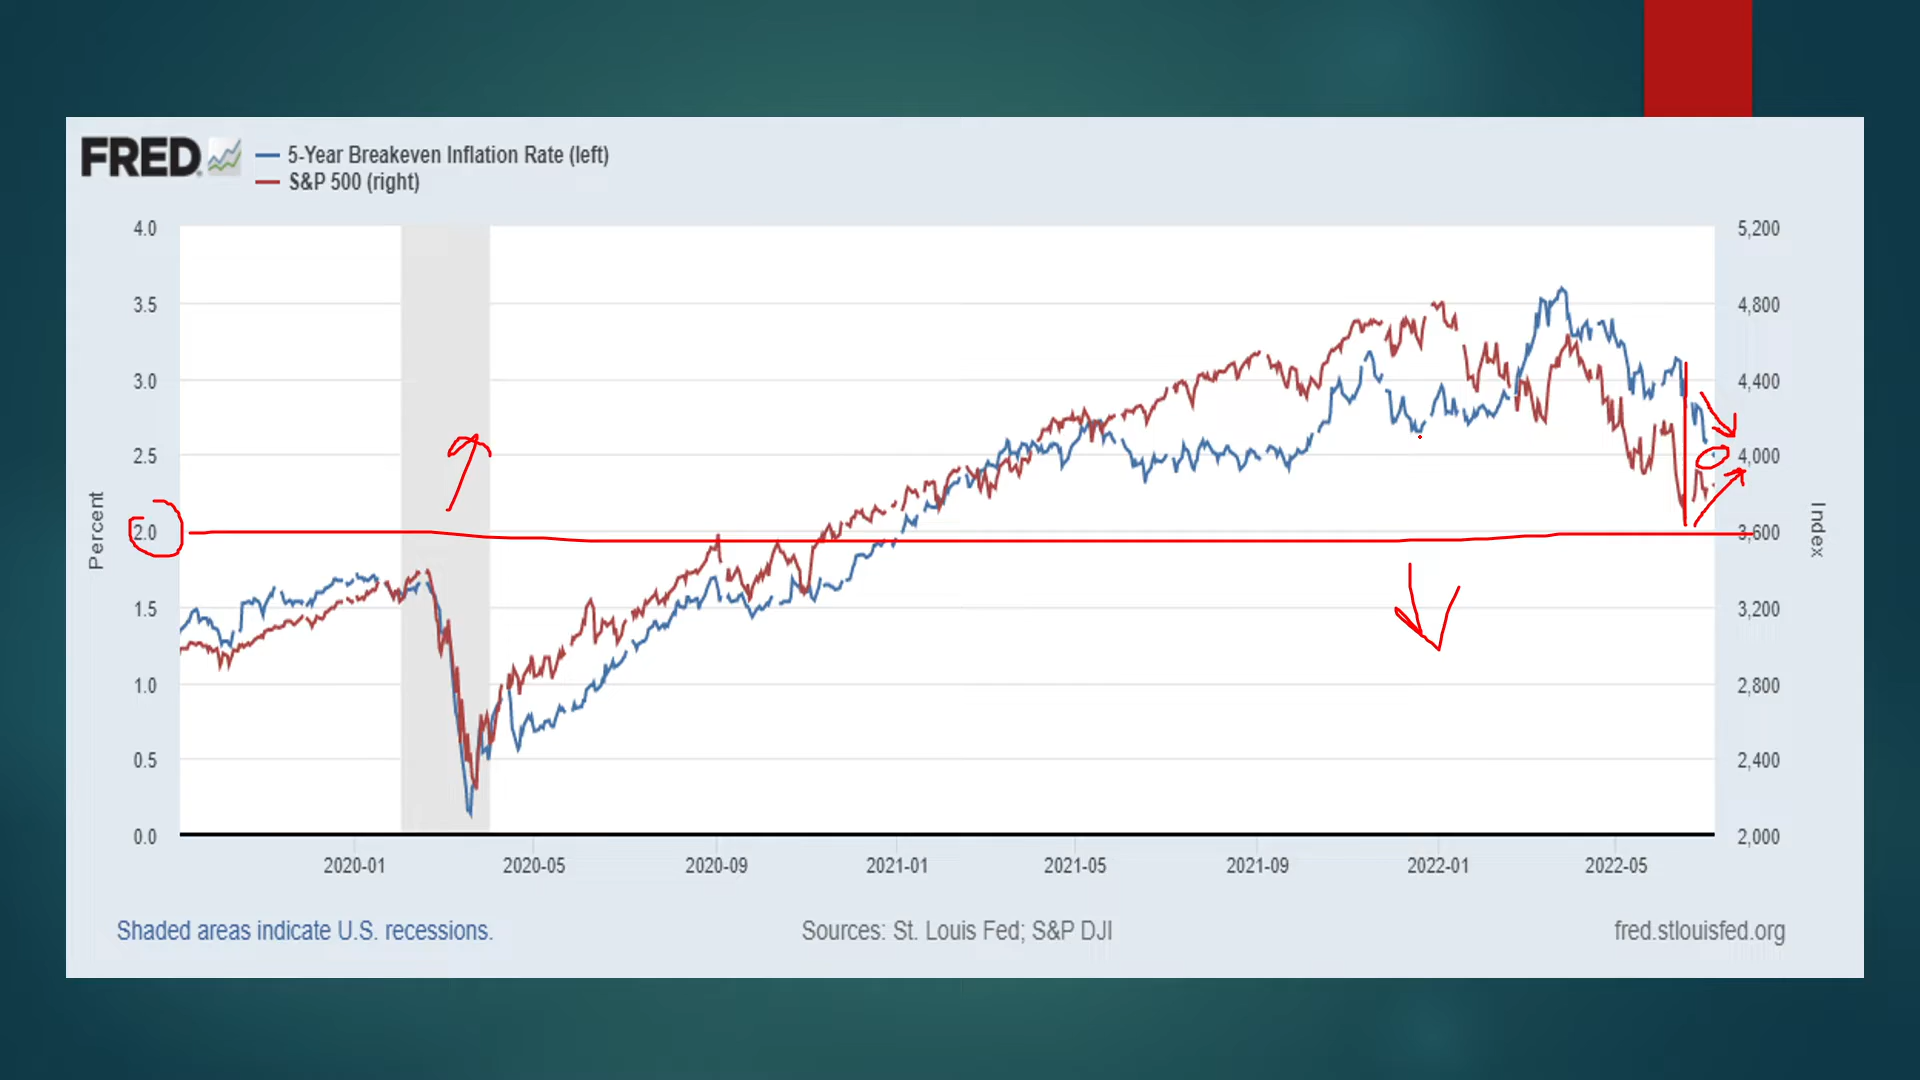 FRED
5-Year Breakeven Inflation Rate (left)
S&P 500 (right)
4.0
3.5
3.0
2.5
2.0
1.5
1.0
0.5
0.0
Percent
5,200
4,800
4,400
4,000
3,600
3,200
2,800
2,400
2,000
Index
2020-01 2020-05 2020-09 2021-01 2021-05 2021-09 2022-01 2022-05
Shaded areas indicate U.S. recessions. Sources: St. Louis Fed; S&P DJI fred.stlouisfed.org